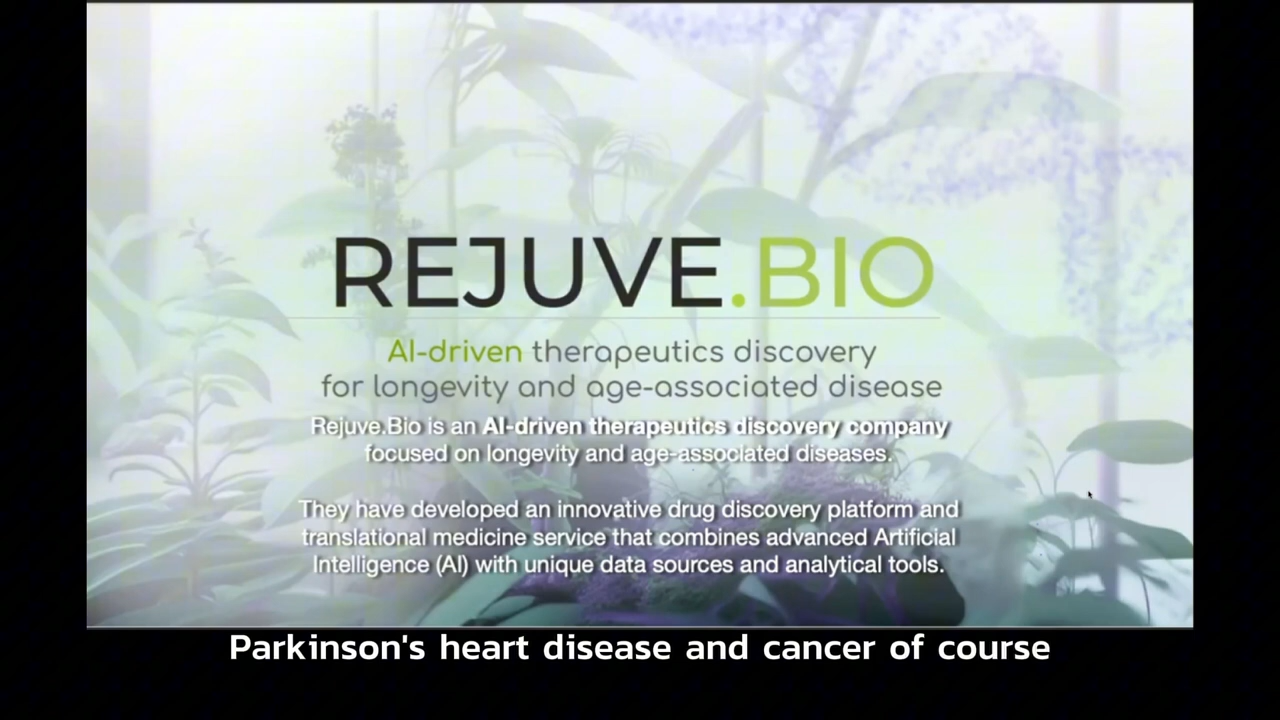 REJUVE.BIO
AI-driven therapeutics discovery
for longevity and age-associated disease
Rejuve.Bio is an AI-driven therapeutics discovery company
focused on longevity and age-associated diseases.
They have developed an innovative drug discovery platform and
translational medicine service that combines advanced Artificial
Intelligence (AI) with unique data sources and analytical tools.
Parkinson's heart disease and cancer of course